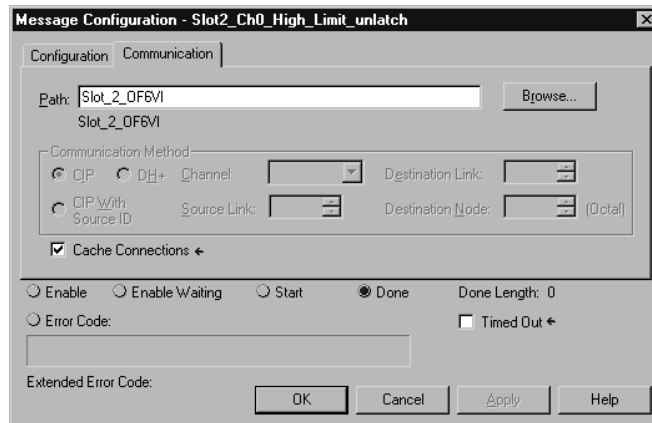 Message Configuration - Slot2_Ch0_High_Limit_unlatch
Configuration Communication
Path: Slot_2_OF6VI Browse...
Slot_2_OF6VI
Communication Method
CIP DH+ Channel: Destination Link:
CIP With Source ID Source Link: Destination Node: (Octal)
Cache Connections ←
Enable Enable Waiting Start Done Done Length: 0
Error Code: Timed Out ←
Extended Error Code:
OK Cancel Apply Help